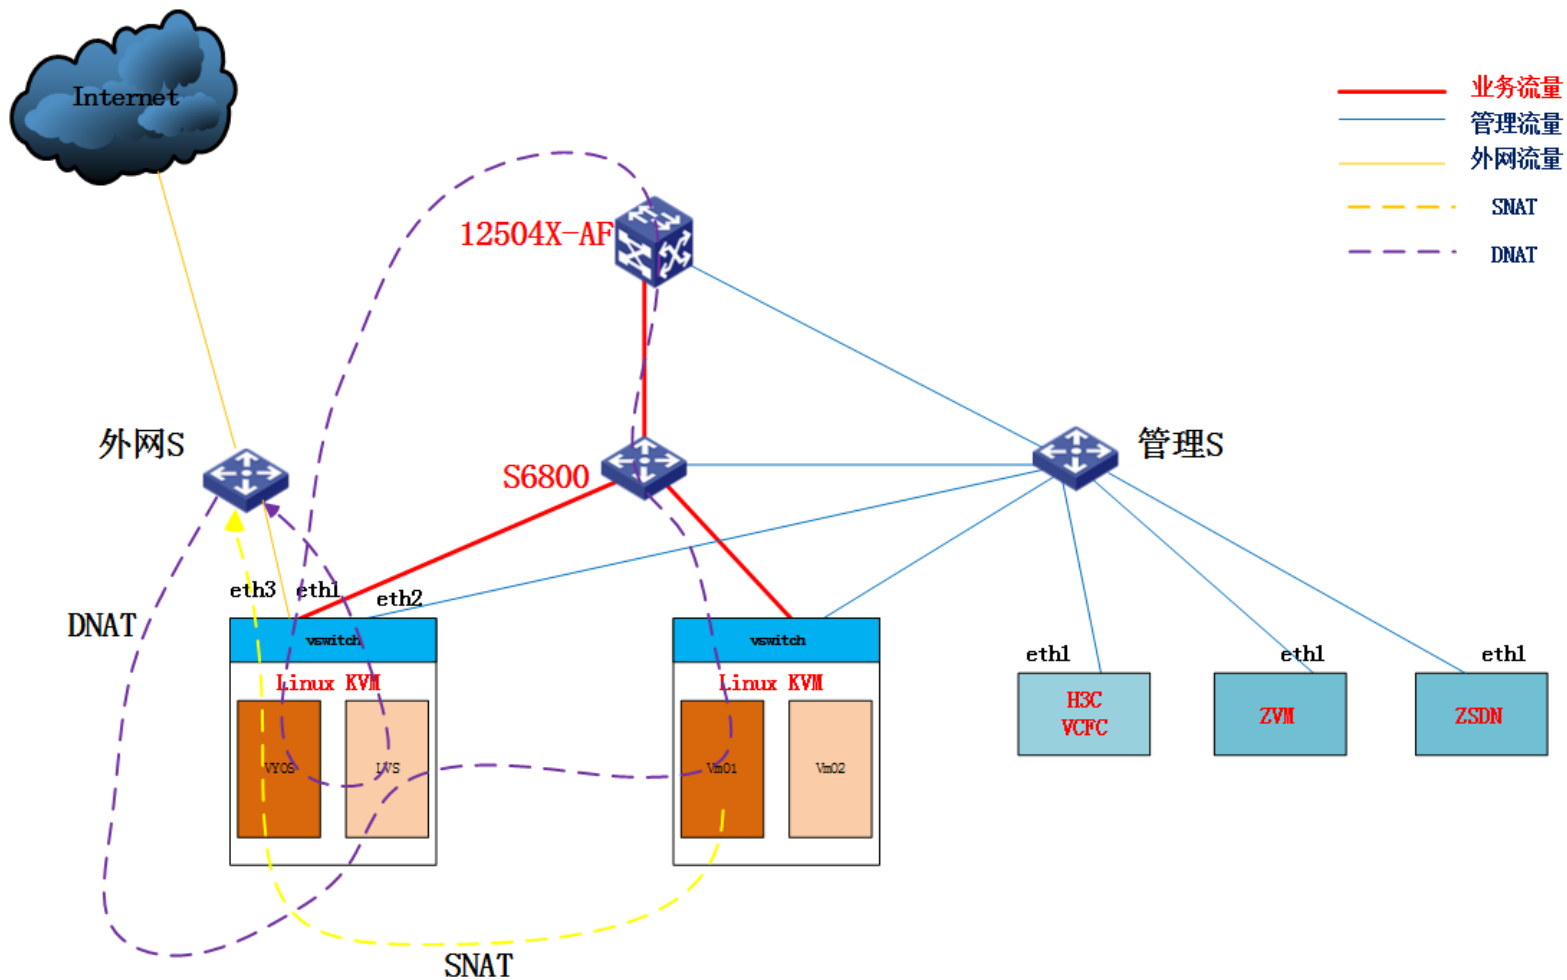 Internet
业务流量
管理流量
外网流量
SNAT
DNAT
12504X-AF
外网S
S6800
管理S
eth3
eth1
eth2
DNAT
vswitch
Linux KVM
VYOS
LVS
vswitch
Linux KVM
Vm01
Vm02
eth1
H3C
VCFC
eth1
ZVM
eth1
ZSDN
SNAT